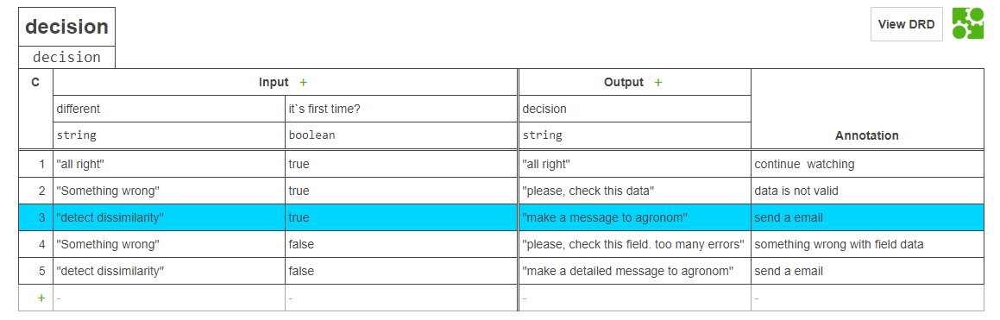 decision
View DRD
decision
C Input + Output +
different it`s first time? decision
string boolean string Annotation
1 "all right" true "all right" continue watching
2 "Something wrong" true "please, check this data" data is not valid
3 "detect dissimilarity" true "make a message to agronom" send a email
4 "Something wrong" false "please, check this field. too many errors" something wrong with field data
5 "detect dissimilarity" false "make a detailed message to agronom" send a email
+ - - - -